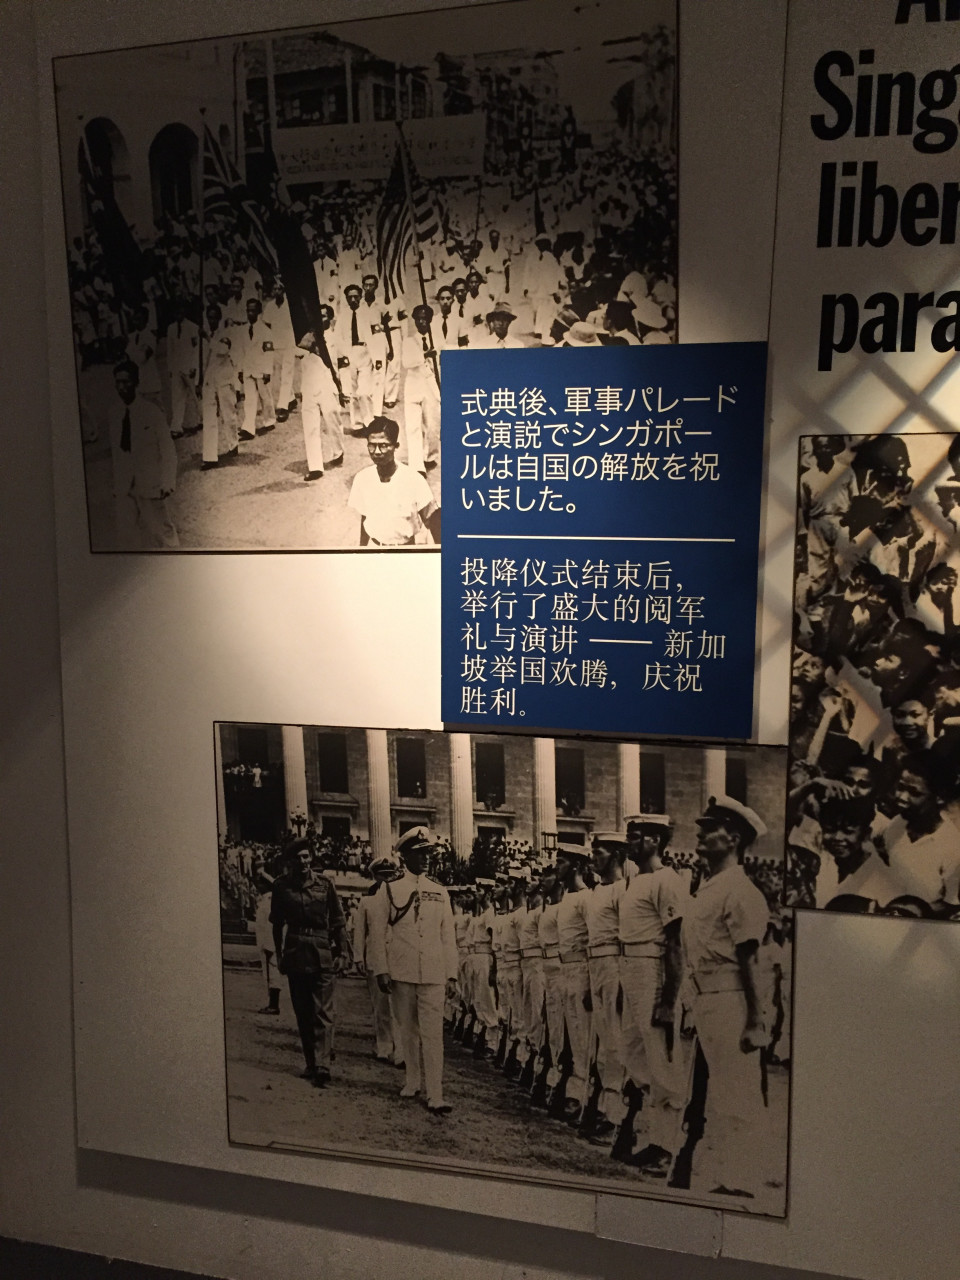 式典後、軍事パレード
と演説でシンガポー
ルは自国の解放を祝
いました。
投降仪式结束后，
举行了盛大的阅军
礼与演讲 —— 新加
坡举国欢腾， 庆祝
胜利。
Sing
liber
para